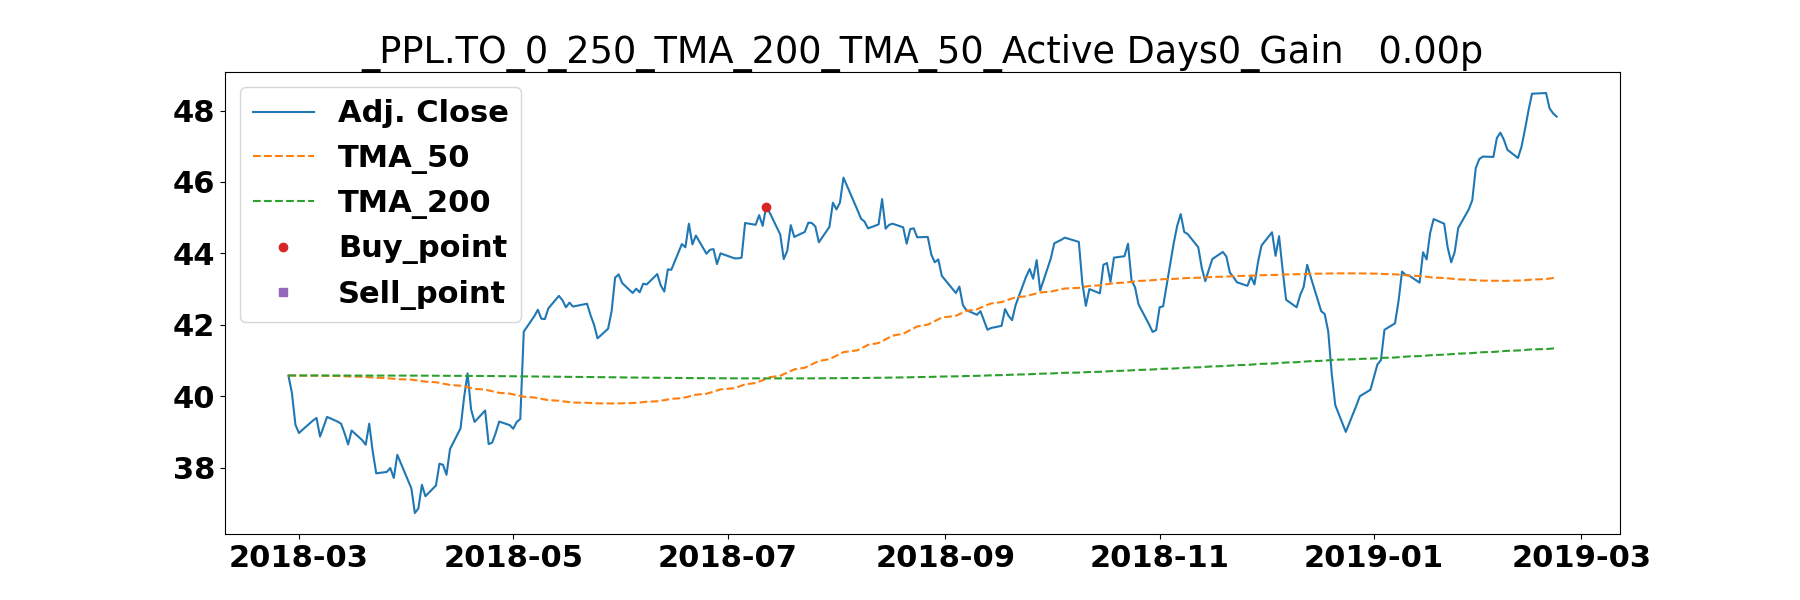 _PPL.TO_0_250_TMA_200_TMA_50_Active Days0_Gain   0.00p
Adj. Close
TMA_50
TMA_200
Buy_point
Sell_point
48
46
44
42
40
38
2018-03 2018-05 2018-07 2018-09 2018-11 2019-01 2019-03